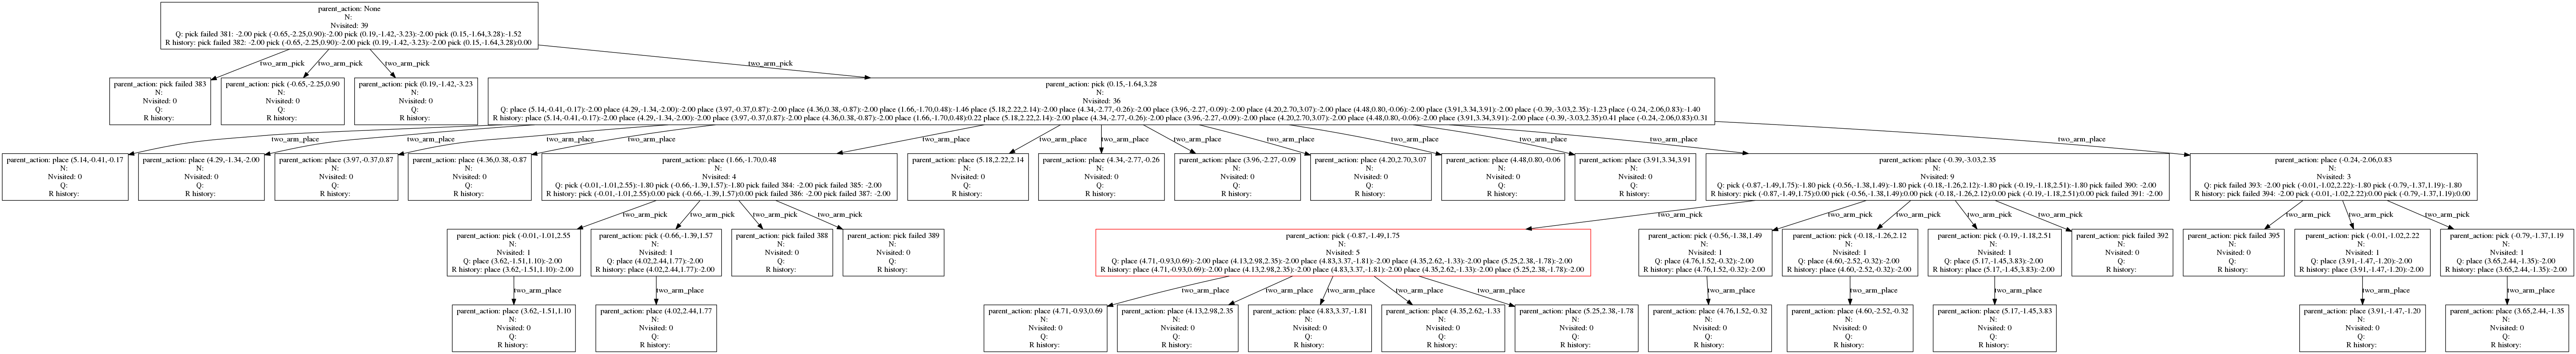 parent_action: None
N:
Nvisited: 39
Q: pick failed 381: -2.00 pick (-0.65,-2.25,0.90):-2.00 pick (0.19,-1.42,-3.23):-2.00 pick (0.15,-1.64,3.28):-1.52
R history: pick failed 382: -2.00 pick (-0.65,-2.25,0.90):-2.00 pick (0.19,-1.42,-3.23):-2.00 pick (0.15,-1.64,3.28):0.00
two_arm_pick
two_arm_pick
two_arm_pick
two_arm_pick
parent_action: pick failed 383
N:
Nvisited: 0
Q:
R history:
parent_action: pick (-0.65,-2.25,0.90
N:
Nvisited: 0
Q:
R history:
parent_action: pick (0.19,-1.42,-3.23
N:
Nvisited: 0
Q:
R history:
parent_action: pick (0.15,-1.64,3.28
N:
Nvisited: 36
Q: place (5.14,-0.41,-0.17):-2.00 place (4.29,-1.34,-2.00):-2.00 place (3.97,-0.37,0.87):-2.00 place (4.36,0.38,-0.87):-2.00 place (1.66,-1.70,0.48):-1.46 place (5.18,2.22,2.14):-2.00 place (4.34,-2.77,-0.26):-2.00 place (3.96,-2.27,-0.09):-2.00 place (4.20,2.70,3.07):-2.00 place (4.48,0.80,-0.06):-2.00 place (3.91,3.34,3.91):-2.00 place (-0.39,-3.03,2.35):-1.23 place (-0.24,-2.06,0.83):-1.40
R history: place (5.14,-0.41,-0.17):-2.00 place (4.29,-1.34,-2.00):-2.00 place (3.97,-0.37,0.87):-2.00 place (4.36,0.38,-0.87):-2.00 place (1.66,-1.70,0.48):0.22 place (5.18,2.22,2.14):-2.00 place (4.34,-2.77,-0.26):-2.00 place (3.96,-2.27,-0.09):-2.00 place (4.20,2.70,3.07):-2.00 place (4.48,0.80,-0.06):-2.00 place (3.91,3.34,3.91):-2.00 place (-0.39,-3.03,2.35):0.41 place (-0.24,-2.06,0.83):0.31
two_arm_place
two_arm_place
two_arm_place
two_arm_place
two_arm_place
two_arm_place
two_arm_place
two_arm_place
two_arm_place
two_arm_place
two_arm_place
two_arm_place
two_arm_place
parent_action: place (5.14,-0.41,-0.17
N:
Nvisited: 0
Q:
R history:
parent_action: place (4.29,-1.34,-2.00
N:
Nvisited: 0
Q:
R history:
parent_action: place (3.97,-0.37,0.87
N:
Nvisited: 0
Q:
R history:
parent_action: place (4.36,0.38,-0.87
N:
Nvisited: 0
Q:
R history:
parent_action: place (1.66,-1.70,0.48
N:
Nvisited: 4
Q: pick (-0.01,-1.01,2.55):-1.80 pick (-0.66,-1.39,1.57):-1.80 pick failed 384: -2.00 pick failed 385: -2.00
R history: pick (-0.01,-1.01,2.55):0.00 pick (-0.66,-1.39,1.57):0.00 pick failed 386: -2.00 pick failed 387: -2.00
parent_action: place (5.18,2.22,2.14
N:
Nvisited: 0
Q:
R history:
parent_action: place (4.34,-2.77,-0.26
N:
Nvisited: 0
Q:
R history:
parent_action: place (3.96,-2.27,-0.09
N:
Nvisited: 0
Q:
R history:
parent_action: place (4.20,2.70,3.07
N:
Nvisited: 0
Q:
R history:
parent_action: place (4.48,0.80,-0.06
N:
Nvisited: 0
Q:
R history:
parent_action: place (3.91,3.34,3.91
N:
Nvisited: 0
Q:
R history:
parent_action: place (-0.39,-3.03,2.35
N:
Nvisited: 9
Q: pick (-0.87,-1.49,1.75):-1.80 pick (-0.56,-1.38,1.49):-1.80 pick (-0.18,-1.26,2.12):-1.80 pick (-0.19,-1.18,2.51):-1.80 pick failed 390: -2.00
R history: pick (-0.87,-1.49,1.75):0.00 pick (-0.56,-1.38,1.49):0.00 pick (-0.18,-1.26,2.12):0.00 pick (-0.19,-1.18,2.51):0.00 pick failed 391: -2.00
parent_action: place (-0.24,-2.06,0.83
N:
Nvisited: 3
Q: pick failed 393: -2.00 pick (-0.01,-1.02,2.22):-1.80 pick (-0.79,-1.37,1.19):-1.80
R history: pick failed 394: -2.00 pick (-0.01,-1.02,2.22):0.00 pick (-0.79,-1.37,1.19):0.00
two_arm_pick
two_arm_pick
two_arm_pick
two_arm_pick
two_arm_pick
two_arm_pick
two_arm_pick
two_arm_pick
two_arm_pick
two_arm_pick
two_arm_pick
two_arm_pick
parent_action: pick (-0.01,-1.01,2.55
N:
Nvisited: 1
Q: place (3.62,-1.51,1.10):-2.00
R history: place (3.62,-1.51,1.10):-2.00
parent_action: pick (-0.66,-1.39,1.57
N:
Nvisited: 1
Q: place (4.02,2.44,1.77):-2.00
R history: place (4.02,2.44,1.77):-2.00
parent_action: pick failed 388
N:
Nvisited: 0
Q:
R history:
parent_action: pick failed 389
N:
Nvisited: 0
Q:
R history:
parent_action: pick (-0.87,-1.49,1.75
N:
Nvisited: 5
Q: place (4.71,-0.93,0.69):-2.00 place (4.13,2.98,2.35):-2.00 place (4.83,3.37,-1.81):-2.00 place (4.35,2.62,-1.33):-2.00 place (5.25,2.38,-1.78):-2.00
R history: place (4.71,-0.93,0.69):-2.00 place (4.13,2.98,2.35):-2.00 place (4.83,3.37,-1.81):-2.00 place (4.35,2.62,-1.33):-2.00 place (5.25,2.38,-1.78):-2.00
parent_action: pick (-0.56,-1.38,1.49
N:
Nvisited: 1
Q: place (4.76,1.52,-0.32):-2.00
R history: place (4.76,1.52,-0.32):-2.00
parent_action: pick (-0.18,-1.26,2.12
N:
Nvisited: 1
Q: place (4.60,-2.52,-0.32):-2.00
R history: place (4.60,-2.52,-0.32):-2.00
parent_action: pick (-0.19,-1.18,2.51
N:
Nvisited: 1
Q: place (5.17,-1.45,3.83):-2.00
R history: place (5.17,-1.45,3.83):-2.00
parent_action: pick failed 392
N:
Nvisited: 0
Q:
R history:
parent_action: pick failed 395
N:
Nvisited: 0
Q:
R history:
parent_action: pick (-0.01,-1.02,2.22
N:
Nvisited: 1
Q: place (3.91,-1.47,-1.20):-2.00
R history: place (3.91,-1.47,-1.20):-2.00
parent_action: pick (-0.79,-1.37,1.19
N:
Nvisited: 1
Q: place (3.65,2.44,-1.35):-2.00
R history: place (3.65,2.44,-1.35):-2.00
two_arm_place
two_arm_place
two_arm_place
two_arm_place
two_arm_place
two_arm_place
two_arm_place
two_arm_place
two_arm_place
two_arm_place
two_arm_place
two_arm_place
parent_action: place (3.62,-1.51,1.10
N:
Nvisited: 0
Q:
R history:
parent_action: place (4.02,2.44,1.77
N:
Nvisited: 0
Q:
R history:
parent_action: place (4.71,-0.93,0.69
N:
Nvisited: 0
Q:
R history:
parent_action: place (4.13,2.98,2.35
N:
Nvisited: 0
Q:
R history:
parent_action: place (4.83,3.37,-1.81
N:
Nvisited: 0
Q:
R history:
parent_action: place (4.35,2.62,-1.33
N:
Nvisited: 0
Q:
R history:
parent_action: place (5.25,2.38,-1.78
N:
Nvisited: 0
Q:
R history:
parent_action: place (4.76,1.52,-0.32
N:
Nvisited: 0
Q:
R history:
parent_action: place (4.60,-2.52,-0.32
N:
Nvisited: 0
Q:
R history:
parent_action: place (5.17,-1.45,3.83
N:
Nvisited: 0
Q:
R history:
parent_action: place (3.91,-1.47,-1.20
N:
Nvisited: 0
Q:
R history:
parent_action: place (3.65,2.44,-1.35
N:
Nvisited: 0
Q:
R history: